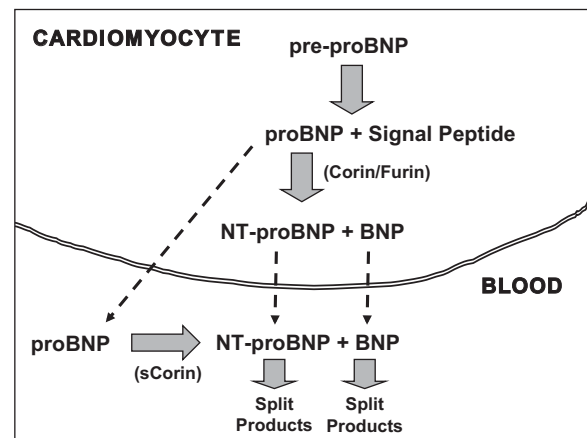 CARDIOMYOCYTE
pre-proBNP
proBNP + Signal Peptide
(Corin/Furin)
NT-proBNP + BNP
BLOOD
proBNP
(sCorin)
NT-proBNP + BNP
Split
Products
Split
Products